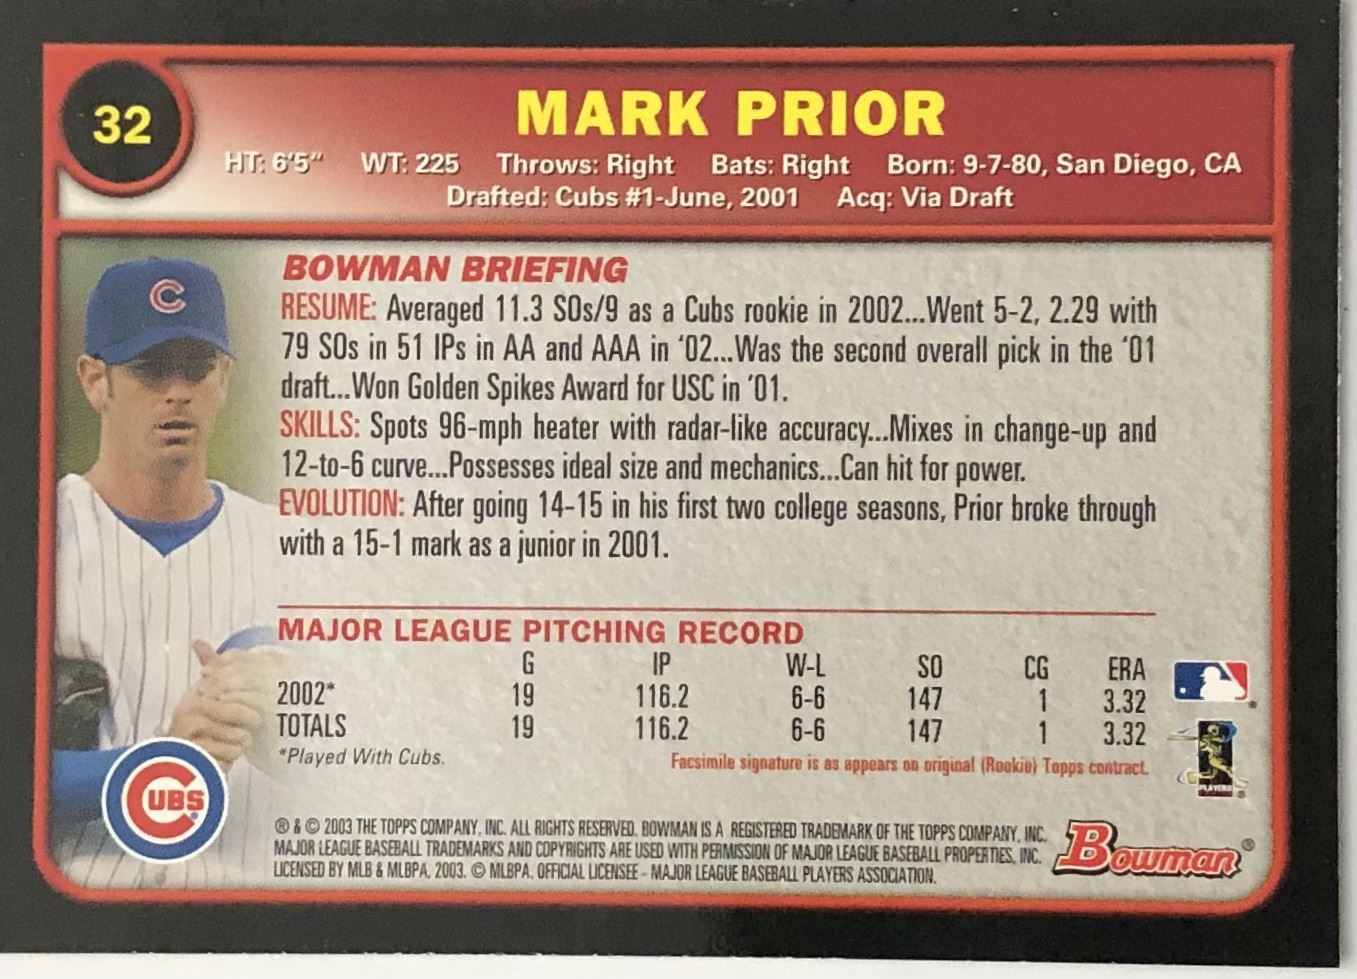 32
MARK PRIOR
HT: 6'5" WT: 225 Throws: Right Bats: Right Born: 9-7-80, San Diego, CA
Drafted: Cubs #1-June, 2001 Acq: Via Draft
BOWMAN BRIEFING
RESUME: Averaged 11.3 SOs/9 as a Cubs rookie in 2002...Went 5-2, 2.29 with
79 SOs in 51 IPs in AA and AAA in '02...Was the second overall pick in the '01
draft...Won Golden Spikes Award for USC in '01.
SKILLS: Spots 96-mph heater with radar-like accuracy...Mixes in change-up and
12-to-6 curve...Possesses ideal size and mechanics...Can hit for power.
EVOLUTION: After going 14-15 in his first two college seasons, Prior broke through
with a 15-1 mark as a junior in 2001.
MAJOR LEAGUE PITCHING RECORD
G IP W-L SO CG ERA
2002* 19 116.2 6-6 147 1 3.32
TOTALS 19 116.2 6-6 147 1 3.32
*Played With Cubs.
Facsimile signature is as appears on original (Rookie) Topps contract.
C
CUBS
PLAYERS
® & © 2003 THE TOPPS COMPANY, INC. ALL RIGHTS RESERVED. BOWMAN IS A REGISTERED TRADEMARK OF THE TOPPS COMPANY, INC.
MAJOR LEAGUE BASEBALL TRADEMARKS AND COPYRIGHTS ARE USED WITH PERMISSION OF MAJOR LEAGUE BASEBALL PROPERTIES, INC.
LICENSED BY MLB & MLBPA, 2003. © MLBPA. OFFICIAL LICENSEE - MAJOR LEAGUE BASEBALL PLAYERS ASSOCIATION.
Bowman®